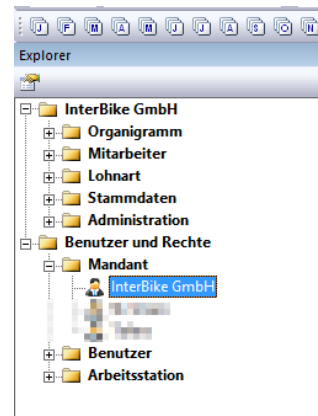 J F M A M J J A S O N
Explorer
InterBike GmbH
Organigramm
Mitarbeiter
Lohnart
Stammdaten
Administration
Benutzer und Rechte
Mandant
InterBike GmbH
Benutzer
Arbeitsstation